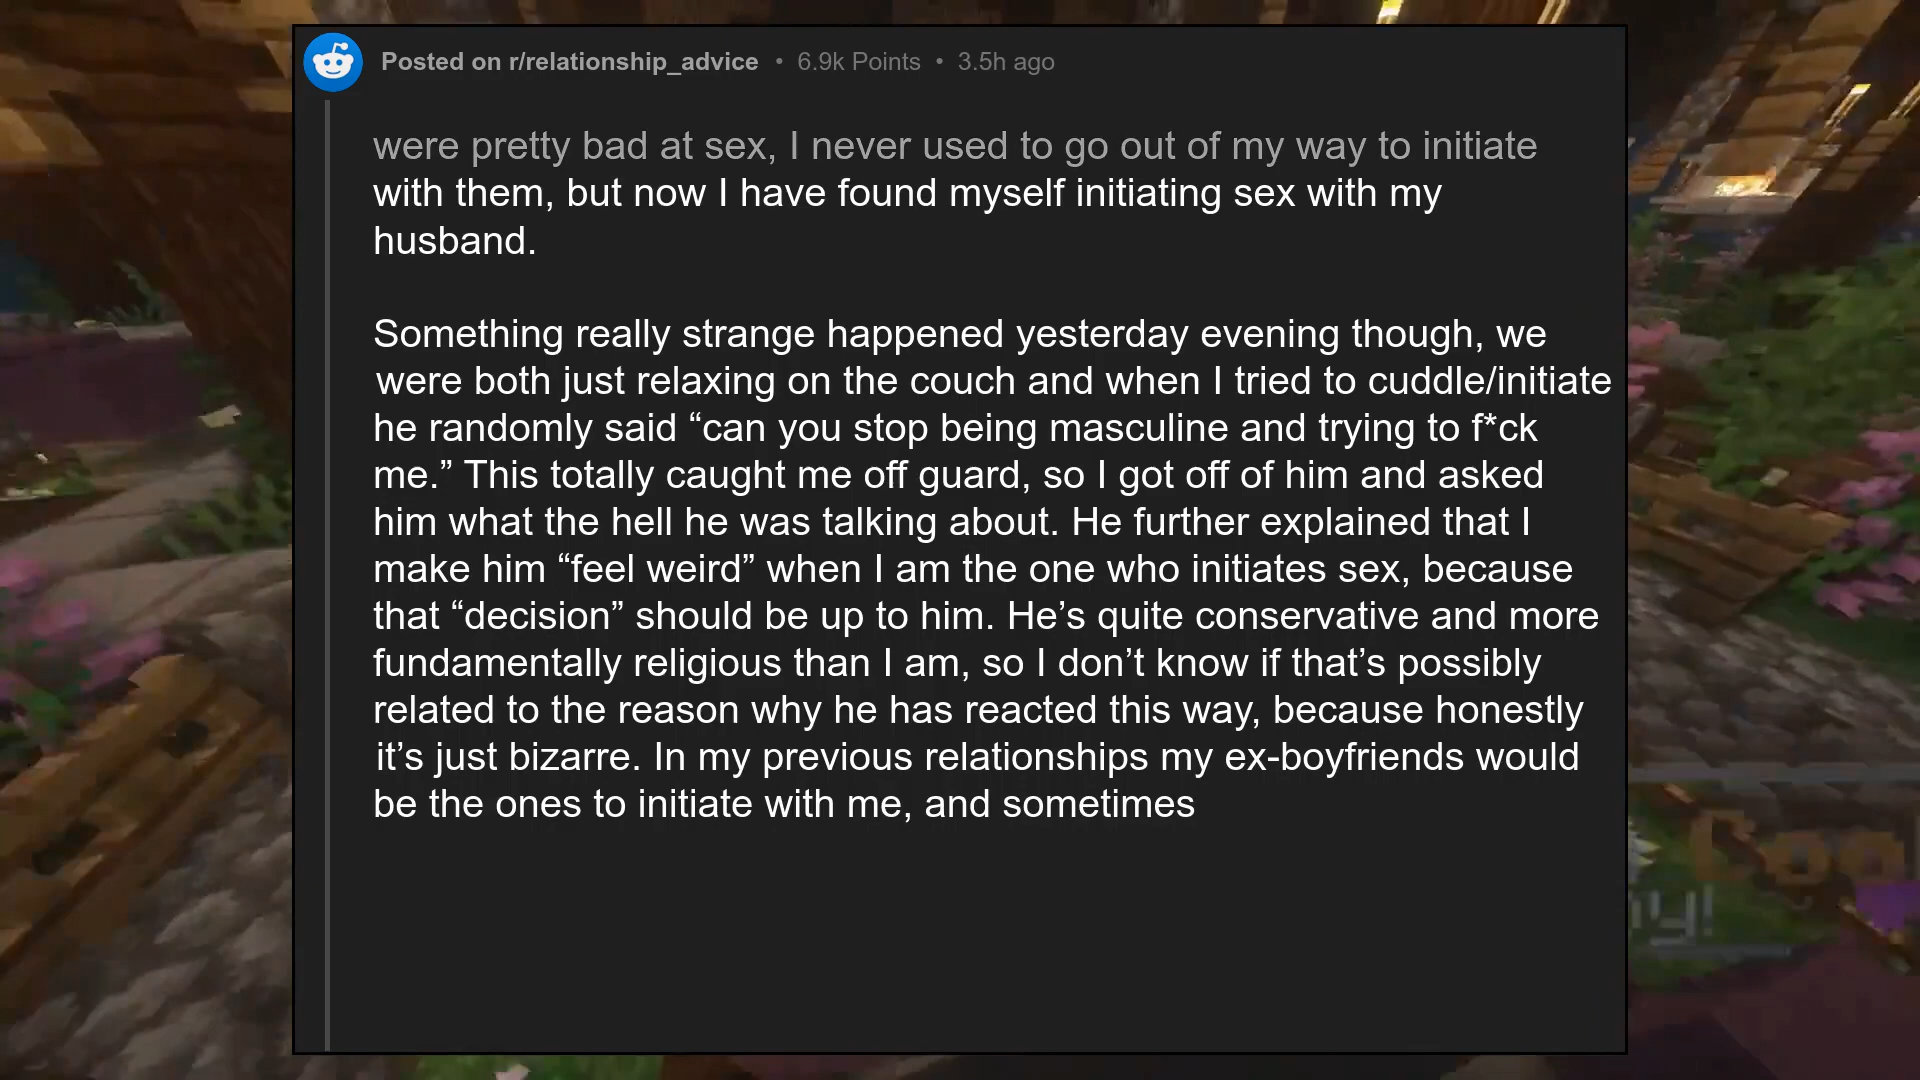 Posted on r/relationship_advice • 6.9k Points • 3.5h ago
were pretty bad at sex, I never used to go out of my way to initiate
with them, but now I have found myself initiating sex with my
husband.
Something really strange happened yesterday evening though, we
were both just relaxing on the couch and when I tried to cuddle/initiate
he randomly said “can you stop being masculine and trying to f*ck
me.” This totally caught me off guard, so I got off of him and asked
him what the hell he was talking about. He further explained that I
make him “feel weird” when I am the one who initiates sex, because
that “decision” should be up to him. He’s quite conservative and more
fundamentally religious than I am, so I don’t know if that’s possibly
related to the reason why he has reacted this way, because honestly
it’s just bizarre. In my previous relationships my ex-boyfriends would
be the ones to initiate with me, and sometimes